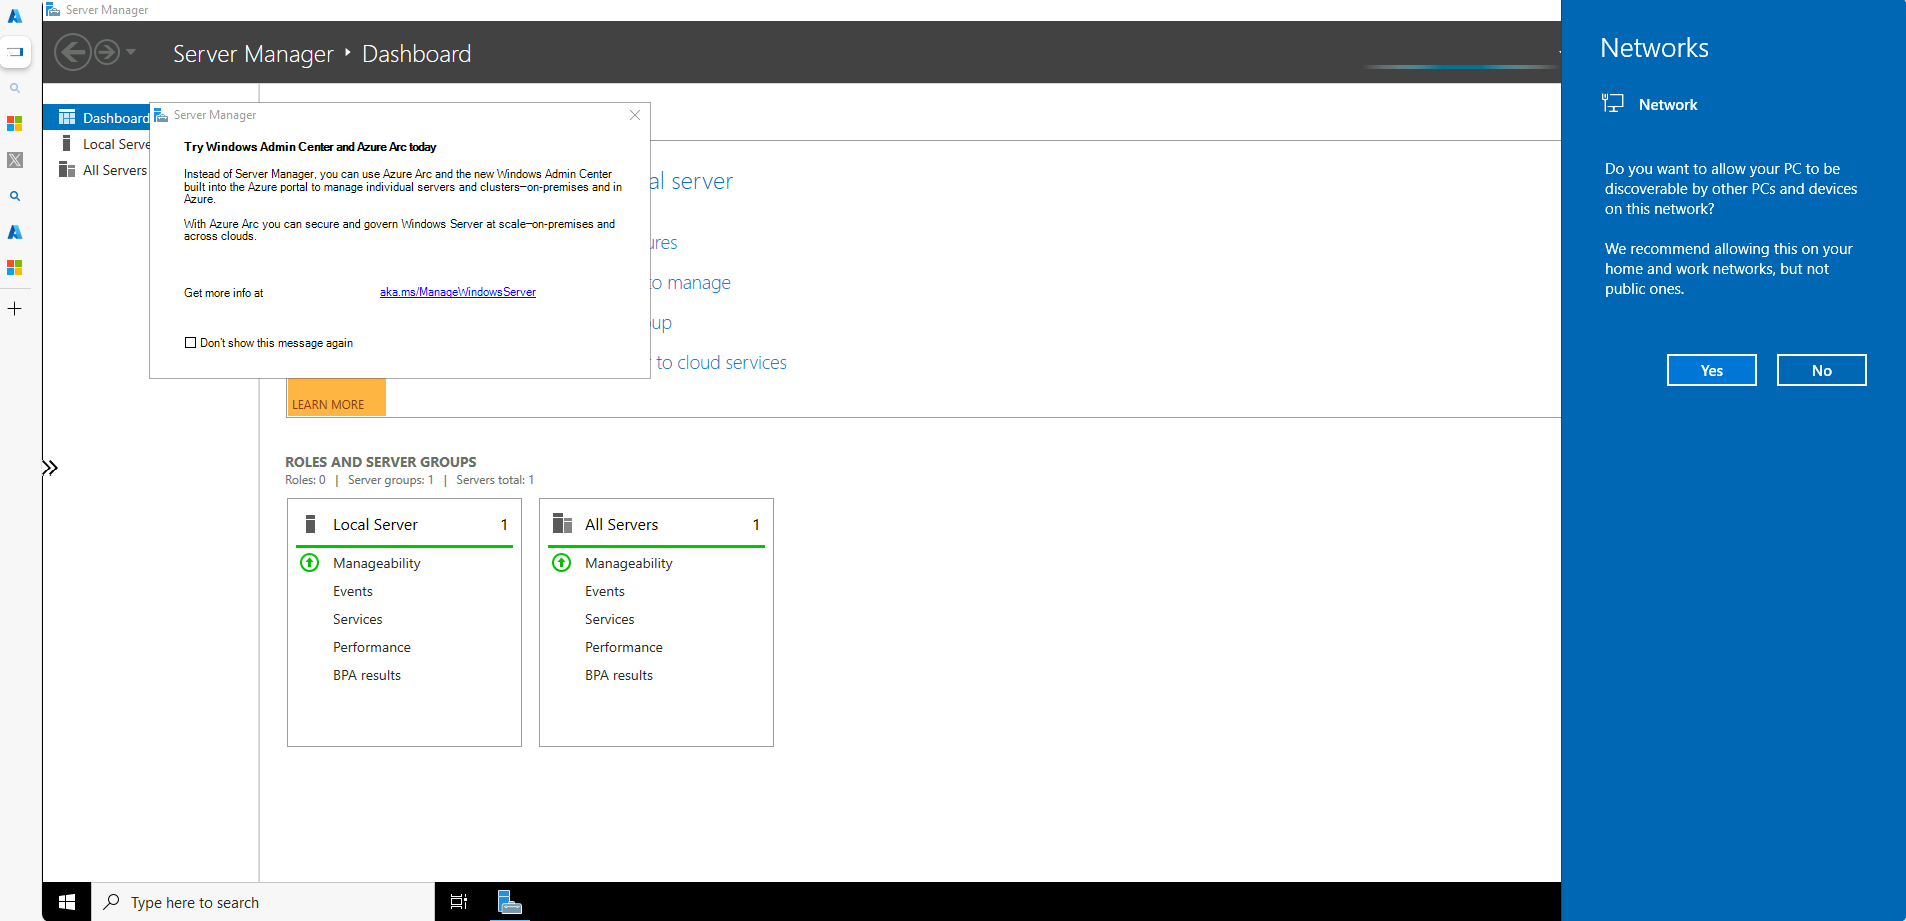 Server Manager
Server Manager ‣ Dashboard
Dashboard
Local Serve
All Servers
Server Manager
Try Windows Admin Center and Azure Arc today
Instead of Server Manager, you can use Azure Arc and the new Windows Admin Center
built into the Azure portal to manage individual servers and clusters–on-premises and in
Azure.
With Azure Arc you can secure and govern Windows Server at scale–on-premises and
across clouds.
Get more info at aka.ms/ManageWindowsServer
Don't show this message again
al server
ures
to manage
up
to cloud services
LEARN MORE
ROLES AND SERVER GROUPS
Roles: 0 | Server groups: 1 | Servers total: 1
Local Server 1
Manageability
Events
Services
Performance
BPA results
All Servers 1
Manageability
Events
Services
Performance
BPA results
Type here to search
Networks
Network
Do you want to allow your PC to be
discoverable by other PCs and devices
on this network?
We recommend allowing this on your
home and work networks, but not
public ones.
Yes No